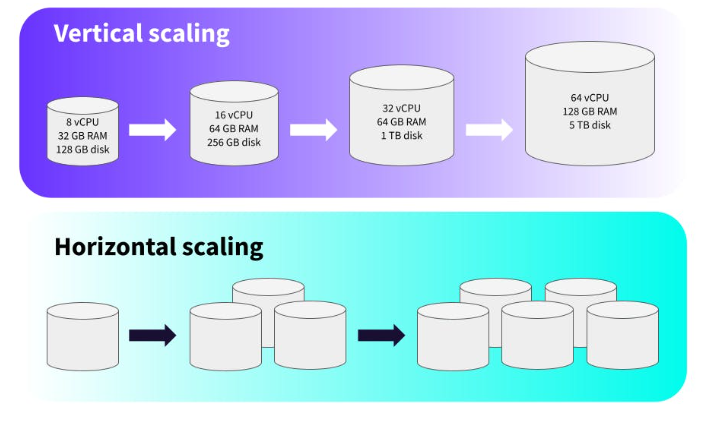 Vertical scaling
8 vCPU
32 GB RAM
128 GB disk
16 vCPU
64 GB RAM
256 GB disk
32 vCPU
64 GB RAM
1 TB disk
64 vCPU
128 GB RAM
5 TB disk
Horizontal scaling